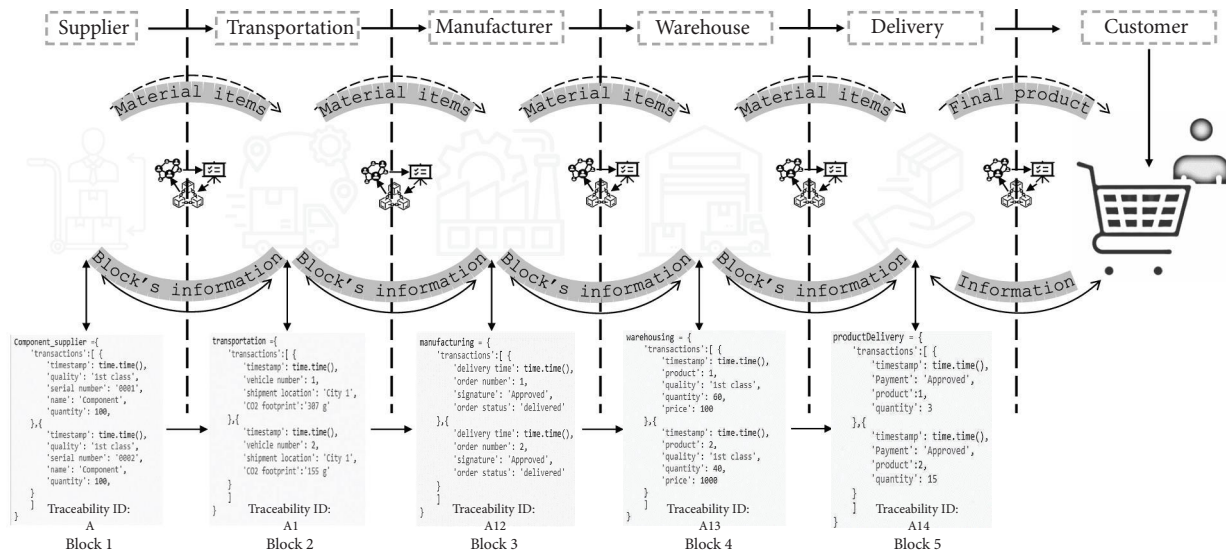 Supplier
Transportation
Manufacturer
Warehouse
Delivery
Customer
Material items
Material items
Material items
Material items
Final product
Block's information
Block's information
Block's information
Block's information
Information
Component_supplier ={
'transactions':[ {
'timestamp': time.time(),
'quality': '1st class',
'serial number': '0001',
'name': 'Component',
'quantity': 100,
},{
'timestamp': time.time(),
'quality': '1st class',
'serial number': '0002',
'name': 'Component',
'quantity': 100,
}
]
}
Traceability ID:
A
Block 1
transportation ={
'transactions':[ {
'timestamp': time.time(),
'vehicle number': 1,
'shipment location': 'City 1',
'CO2 footprint':'307 g'
},{
'timestamp': time.time(),
'vehicle number': 2,
'shipment location': 'City 1',
'CO2 footprint':'155 g'
}
]
}
Traceability ID:
A1
Block 2
manufacturing = {
'transactions':[ {
'delivery time': time.time(),
'order number': 1,
'signature': 'Approved',
'order status': 'delivered'
},{
'delivery time': time.time(),
'order number': 2,
'signature': 'Approved',
'order status': 'delivered'
}
]
}
Traceability ID:
A12
Block 3
warehousing = {
'transactions':[ {
'timestamp': time.time(),
'product': 1,
'quality': '1st class',
'quantity': 60,
'price': 100
},{
'timestamp': time.time(),
'product': 2,
'quality': '1st class',
'quantity': 40,
'price': 1000
}
]
}
Traceability ID:
A13
Block 4
productDelivery = {
'transactions':[ {
'timestamp': time.time(),
'Payment': 'Approved',
'product':1,
'quantity': 3
},{
'timestamp': time.time(),
'Payment': 'Approved',
'product':2,
'quantity': 15
}
]
}
Traceability ID:
A14
Block 5